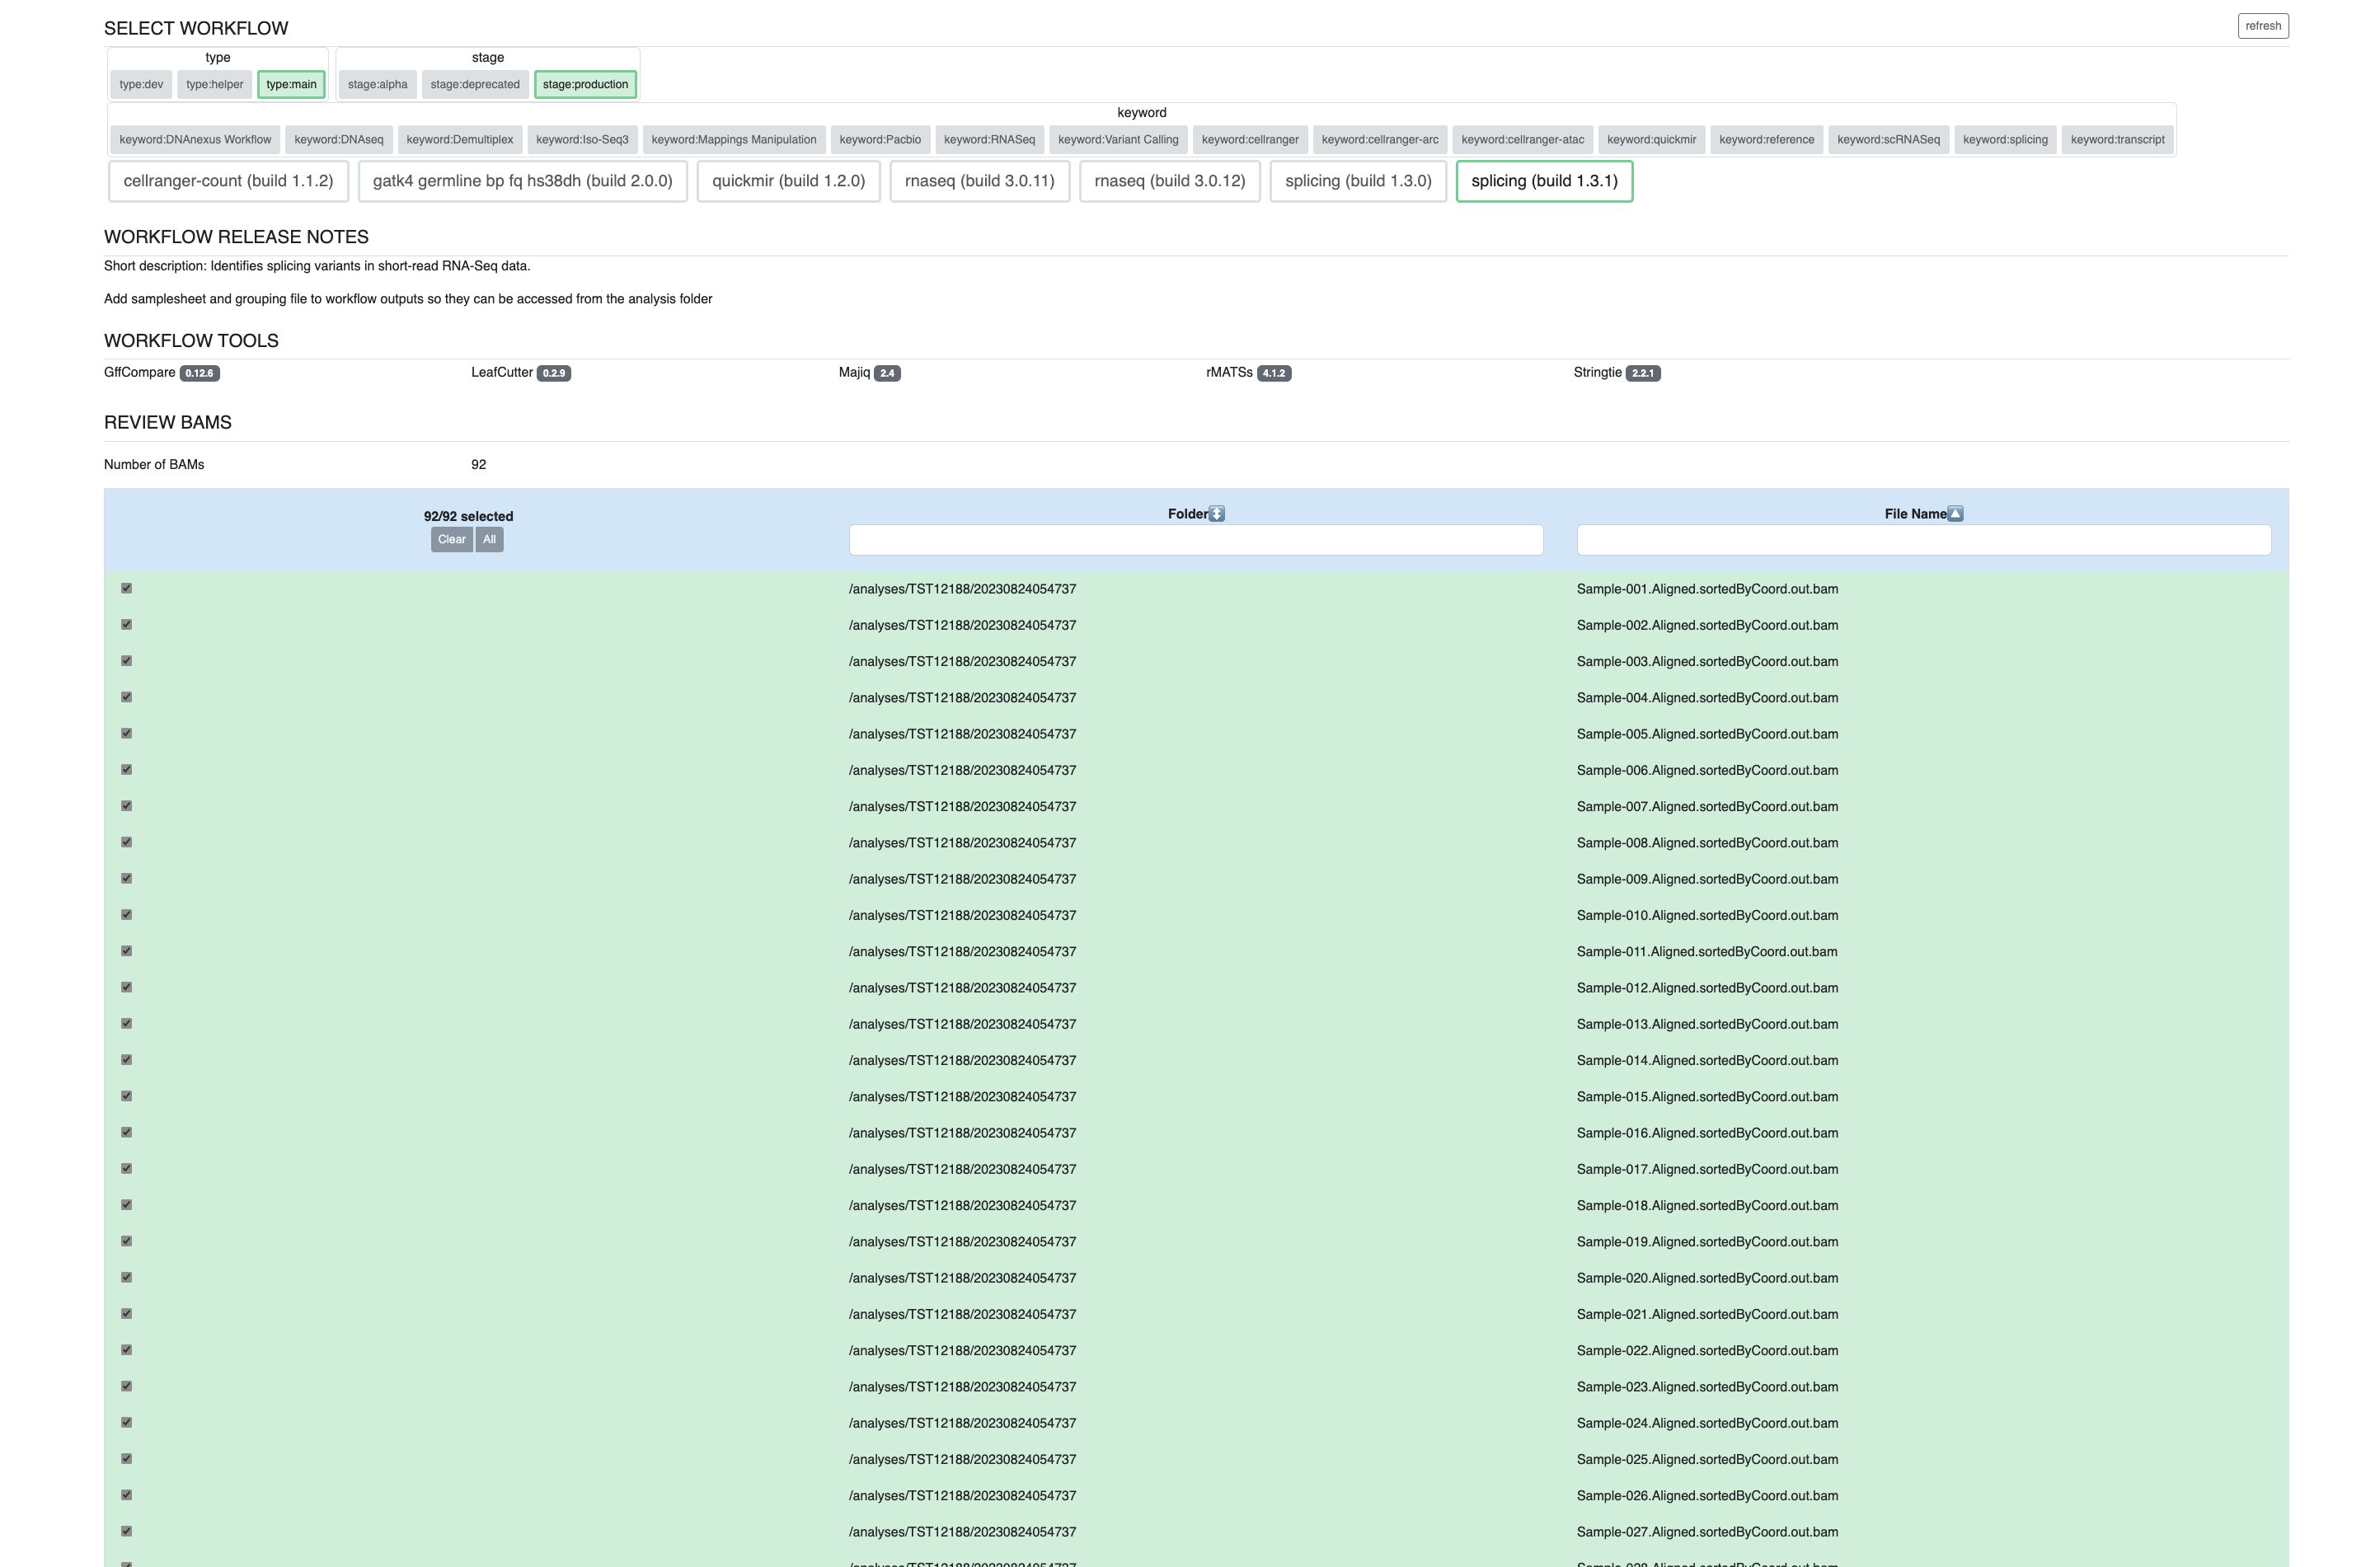 SELECT WORKFLOW refresh
type stage
type:dev type:helper type:main stage:alpha stage:deprecated stage:production
keyword
keyword:DNAnexus Workflow keyword:DNAseq keyword:Demultiplex keyword:Iso-Seq3 keyword:Mappings Manipulation keyword:Pacbio keyword:RNASeq keyword:Variant Calling keyword:cellranger keyword:cellranger-arc keyword:cellranger-atac keyword:quickmir keyword:reference keyword:scRNASeq keyword:splicing keyword:transcript
cellranger-count (build 1.1.2) gatk4 germline bp fq hs38dh (build 2.0.0) quickmir (build 1.2.0) rnaseq (build 3.0.11) rnaseq (build 3.0.12) splicing (build 1.3.0) splicing (build 1.3.1)
WORKFLOW RELEASE NOTES
Short description: Identifies splicing variants in short-read RNA-Seq data.
Add samplesheet and grouping file to workflow outputs so they can be accessed from the analysis folder
WORKFLOW TOOLS
GffCompare 0.12.6 LeafCutter 0.2.9 Majiq 2.4 rMATSs 4.1.2 Stringtie 2.2.1
REVIEW BAMS
Number of BAMs 92
92/92 selected Folder File Name
Clear All
/analyses/TST12188/20230824054737 Sample-001.Aligned.sortedByCoord.out.bam
/analyses/TST12188/20230824054737 Sample-002.Aligned.sortedByCoord.out.bam
/analyses/TST12188/20230824054737 Sample-003.Aligned.sortedByCoord.out.bam
/analyses/TST12188/20230824054737 Sample-004.Aligned.sortedByCoord.out.bam
/analyses/TST12188/20230824054737 Sample-005.Aligned.sortedByCoord.out.bam
/analyses/TST12188/20230824054737 Sample-006.Aligned.sortedByCoord.out.bam
/analyses/TST12188/20230824054737 Sample-007.Aligned.sortedByCoord.out.bam
/analyses/TST12188/20230824054737 Sample-008.Aligned.sortedByCoord.out.bam
/analyses/TST12188/20230824054737 Sample-009.Aligned.sortedByCoord.out.bam
/analyses/TST12188/20230824054737 Sample-010.Aligned.sortedByCoord.out.bam
/analyses/TST12188/20230824054737 Sample-011.Aligned.sortedByCoord.out.bam
/analyses/TST12188/20230824054737 Sample-012.Aligned.sortedByCoord.out.bam
/analyses/TST12188/20230824054737 Sample-013.Aligned.sortedByCoord.out.bam
/analyses/TST12188/20230824054737 Sample-014.Aligned.sortedByCoord.out.bam
/analyses/TST12188/20230824054737 Sample-015.Aligned.sortedByCoord.out.bam
/analyses/TST12188/20230824054737 Sample-016.Aligned.sortedByCoord.out.bam
/analyses/TST12188/20230824054737 Sample-017.Aligned.sortedByCoord.out.bam
/analyses/TST12188/20230824054737 Sample-018.Aligned.sortedByCoord.out.bam
/analyses/TST12188/20230824054737 Sample-019.Aligned.sortedByCoord.out.bam
/analyses/TST12188/20230824054737 Sample-020.Aligned.sortedByCoord.out.bam
/analyses/TST12188/20230824054737 Sample-021.Aligned.sortedByCoord.out.bam
/analyses/TST12188/20230824054737 Sample-022.Aligned.sortedByCoord.out.bam
/analyses/TST12188/20230824054737 Sample-023.Aligned.sortedByCoord.out.bam
/analyses/TST12188/20230824054737 Sample-024.Aligned.sortedByCoord.out.bam
/analyses/TST12188/20230824054737 Sample-025.Aligned.sortedByCoord.out.bam
/analyses/TST12188/20230824054737 Sample-026.Aligned.sortedByCoord.out.bam
/analyses/TST12188/20230824054737 Sample-027.Aligned.sortedByCoord.out.bam